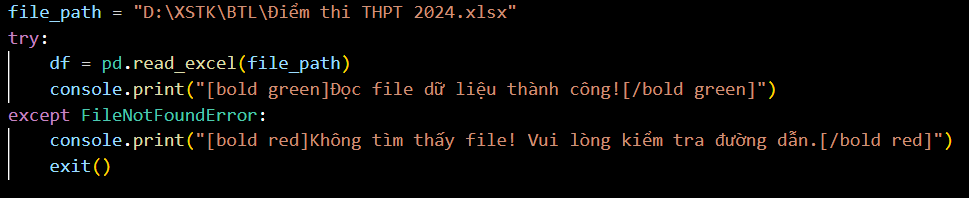 file_path = "D:\XSTK\BTL\Điểm thi THPT 2024.xlsx"
try:
    df = pd.read_excel(file_path)
    console.print("[bold green]Đọc file dữ liệu thành công![/bold green]")
except FileNotFoundError:
    console.print("[bold red]Không tìm thấy file! Vui lòng kiểm tra đường dẫn.[/bold red]")
    exit()